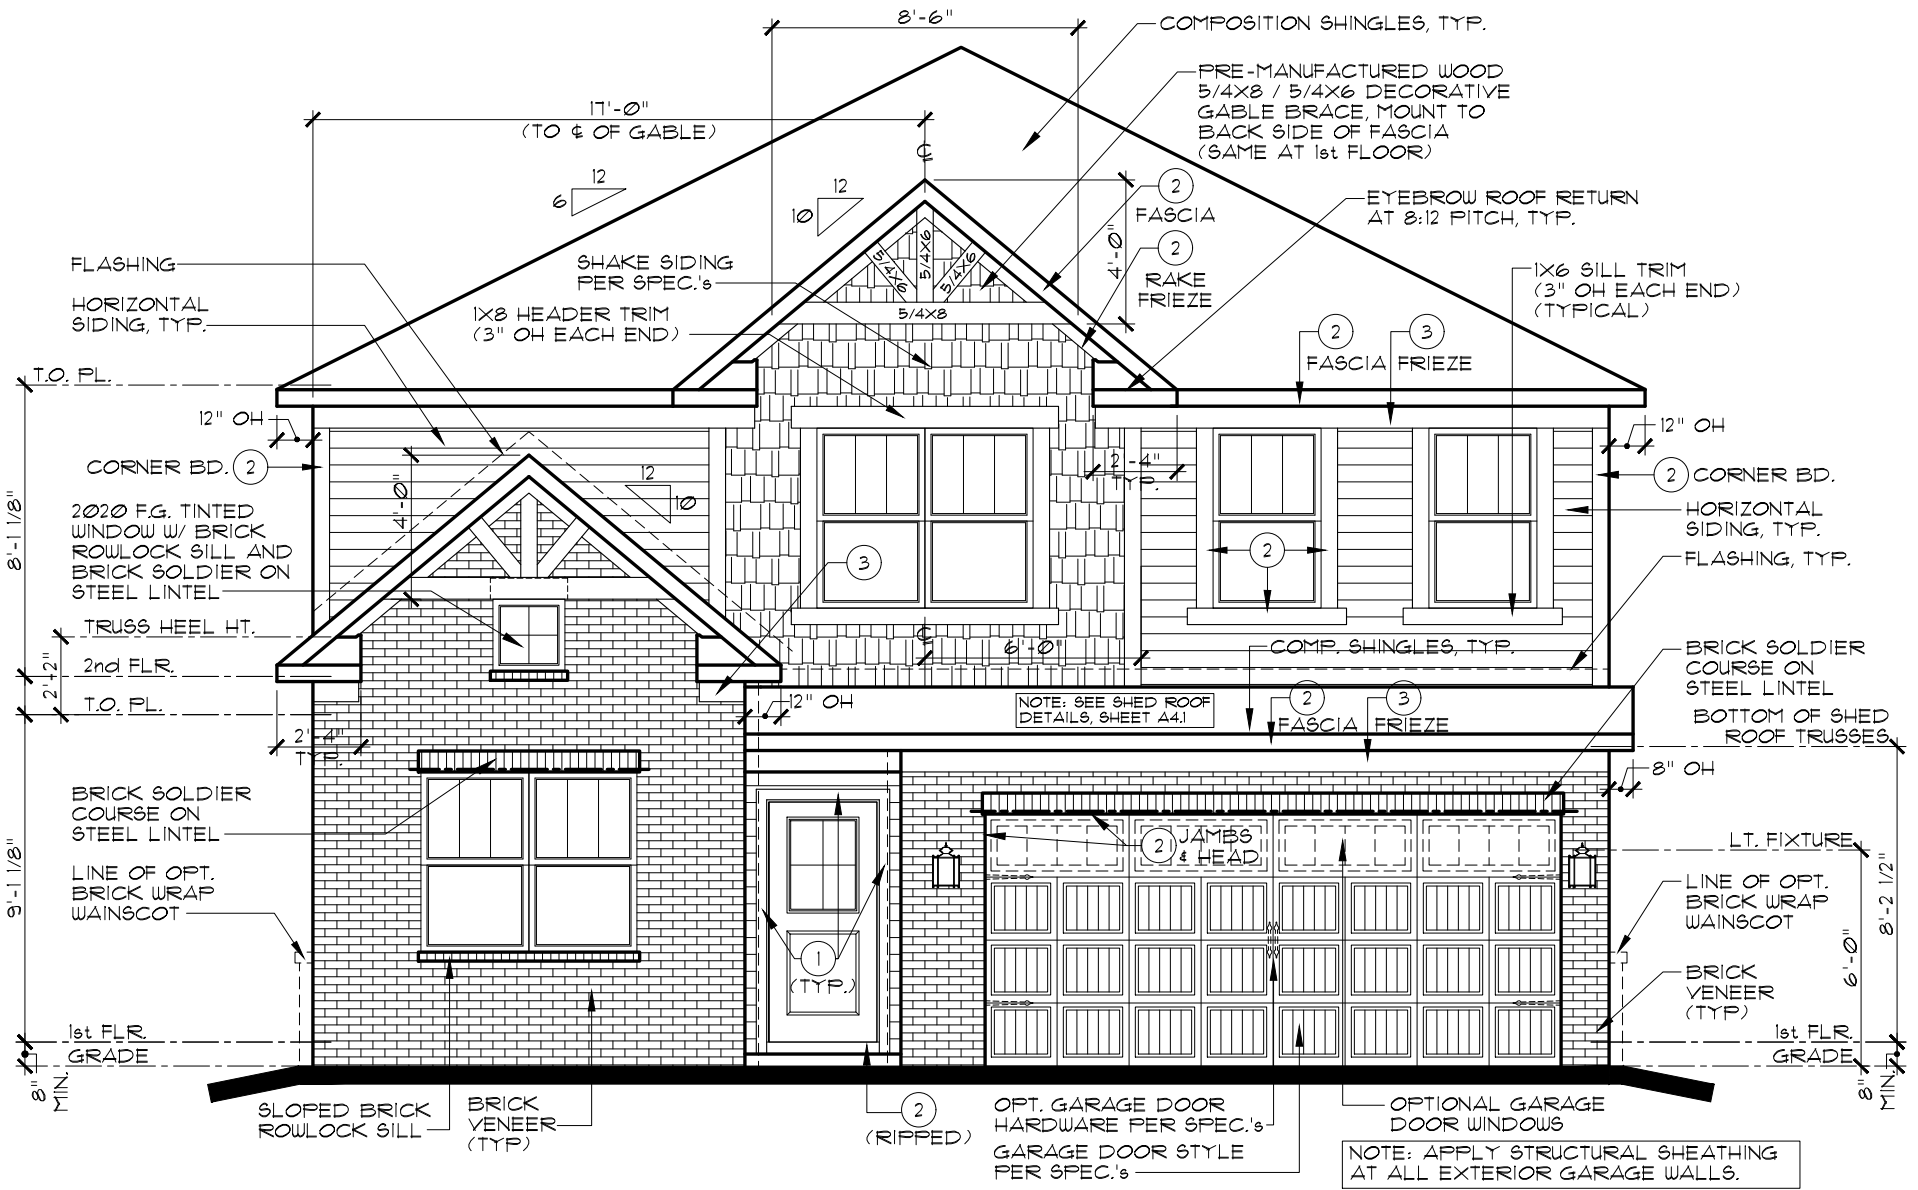 8'-6"
COMPOSITION SHINGLES, TYP.
PRE-MANUFACTURED WOOD
5/4X8 / 5/4X6 DECORATIVE
GABLE BRACE, MOUNT TO
BACK SIDE OF FASCIA
(SAME AT 1st FLOOR)
17'-0"
(TO ℄ OF GABLE)
℄
12
6
12
10
2
FASCIA
EYEBROW ROOF RETURN
AT 8:12 PITCH, TYP.
4'-0"
2
RAKE
FRIEZE
FLASHING
SHAKE SIDING
PER SPEC.'s
5/4X6
5/4X6
5/4X6
5/4X8
1X6 SILL TRIM
(3" OH EACH END)
(TYPICAL)
HORIZONTAL
SIDING, TYP.
1X8 HEADER TRIM
(3" OH EACH END)
2
FASCIA
3
FRIEZE
T.O. PL.
12" OH
12" OH
CORNER BD.
2
4'-0"
12
10
2'-4"
TYP.
2
CORNER BD.
2020 F.G. TINTED
WINDOW W/ BRICK
ROWLOCK SILL AND
BRICK SOLDIER ON
STEEL LINTEL
8'-1 1/8"
HORIZONTAL
SIDING, TYP.
FLASHING, TYP.
3
2
TRUSS HEEL HT.
2nd FLR.
2'-2"
T.O. PL.
℄
6'-0"
COMP. SHINGLES, TYP.
BRICK SOLDIER
COURSE ON
STEEL LINTEL
12" OH
NOTE: SEE SHED ROOF
DETAILS, SHEET A4.1
2
FASCIA
3
FRIEZE
BOTTOM OF SHED
ROOF TRUSSES
2'-4"
TYP.
8" OH
BRICK SOLDIER
COURSE ON
STEEL LINTEL
2
JAMBS
& HEAD
LT. FIXTURE
9'-1 1/8"
LINE OF OPT.
BRICK WRAP
WAINSCOT
LINE OF OPT.
BRICK WRAP
WAINSCOT
8'-2 1/2"
6'-0"
1
(TYP.)
BRICK
VENEER
(TYP)
1st FLR.
GRADE
1st FLR.
GRADE
8"
MIN.
8"
MIN.
SLOPED BRICK
ROWLOCK SILL
BRICK
VENEER
(TYP)
2
(RIPPED)
OPT. GARAGE DOOR
HARDWARE PER SPEC.'s
GARAGE DOOR STYLE
PER SPEC.'s
OPTIONAL GARAGE
DOOR WINDOWS
NOTE: APPLY STRUCTURAL SHEATHING
AT ALL EXTERIOR GARAGE WALLS.